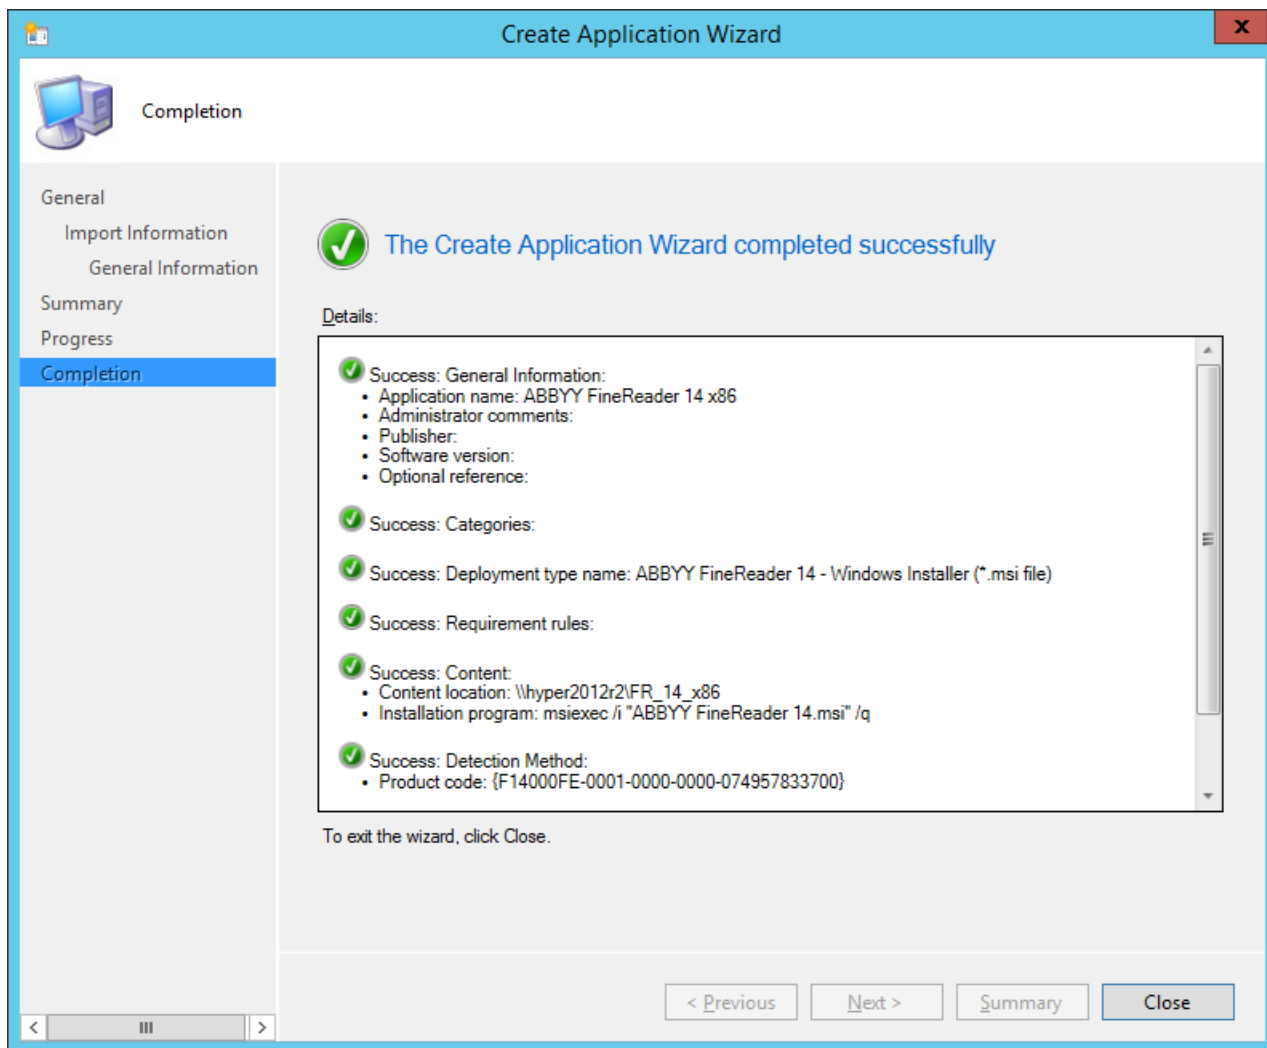 Create Application Wizard
x
Completion
General
Import Information
General Information
Summary
Progress
Completion
The Create Application Wizard completed successfully
Details:
Success: General Information:
• Application name: ABBYY FineReader 14 x86
• Administrator comments:
• Publisher:
• Software version:
• Optional reference:
Success: Categories:
Success: Deployment type name: ABBYY FineReader 14 - Windows Installer (*.msi file)
Success: Requirement rules:
Success: Content:
• Content location: \\hyper2012r2\FR_14_x86
• Installation program: msiexec /i "ABBYY FineReader 14.msi" /q
Success: Detection Method:
• Product code: {F14000FE-0001-0000-0000-074957833700}
To exit the wizard, click Close.
< Previous
Next >
Summary
Close